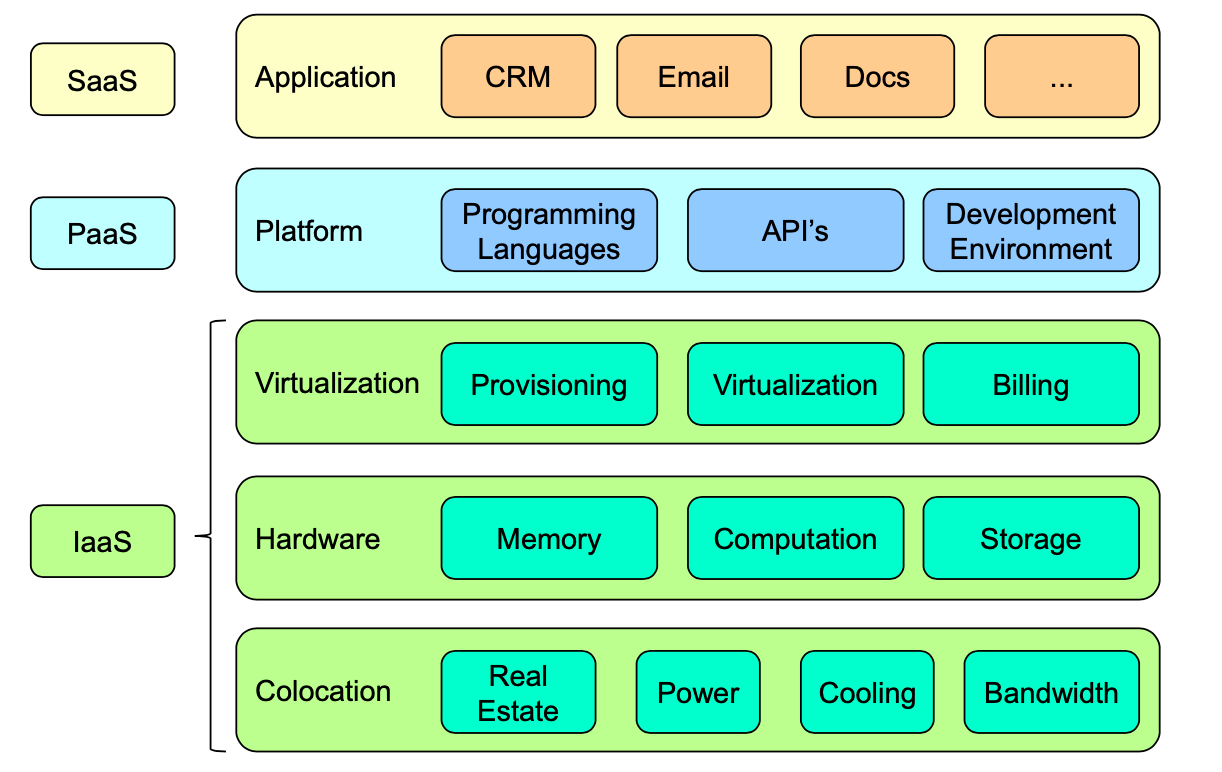 SaaS
Application
CRM
Email
Docs
...
PaaS
Platform
Programming
Languages
API’s
Development
Environment
Virtualization
Provisioning
Virtualization
Billing
IaaS
Hardware
Memory
Computation
Storage
Colocation
Real
Estate
Power
Cooling
Bandwidth